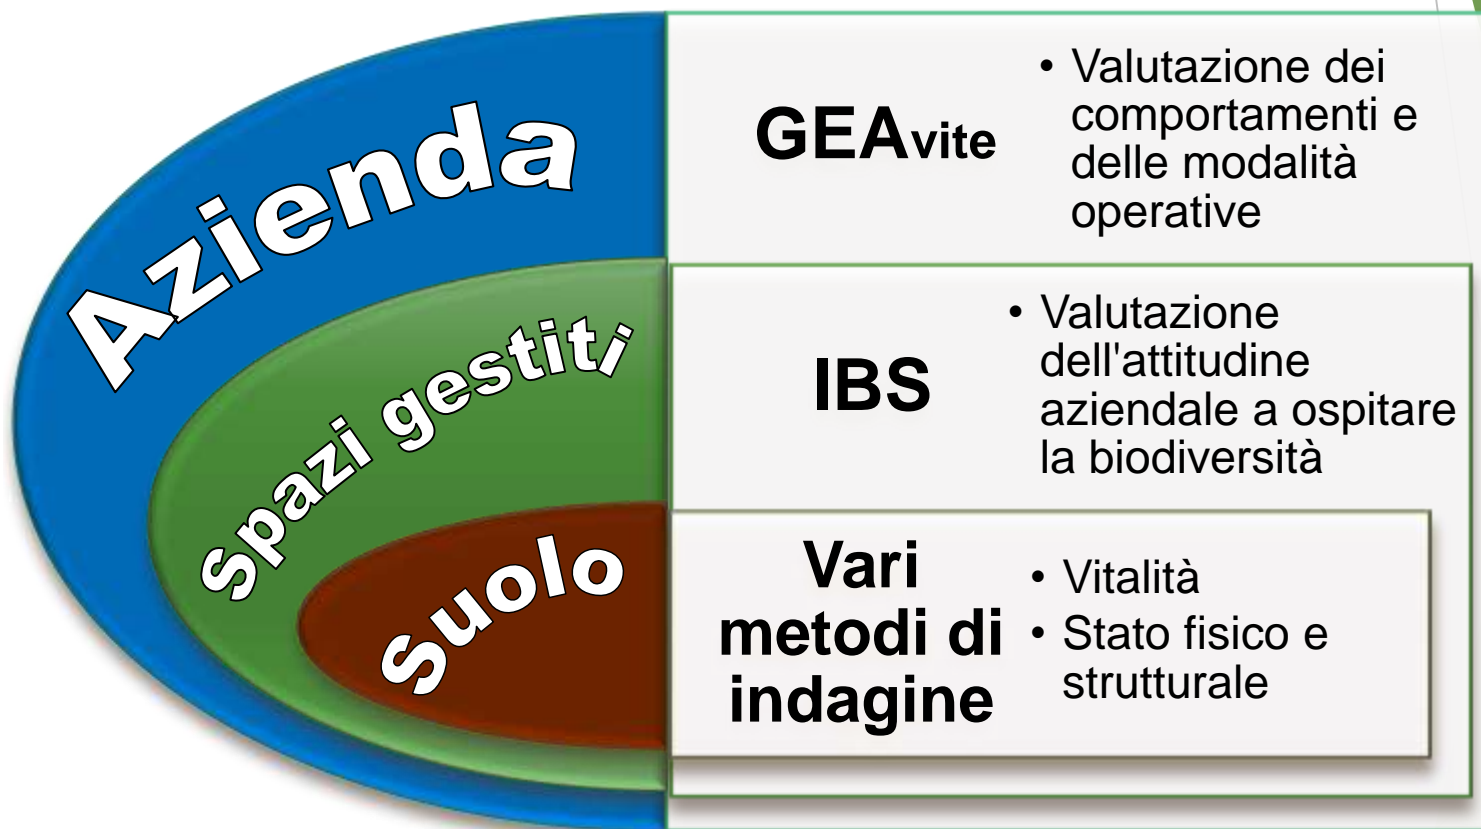 Azienda
GEAvite
• Valutazione dei
comportamenti e
delle modalità
operative
Spazi gestiti
IBS
• Valutazione
dell'attitudine
aziendale a ospitare
la biodiversità
Suolo
Vari
metodi di
indagine
• Vitalità
• Stato fisico e
strutturale